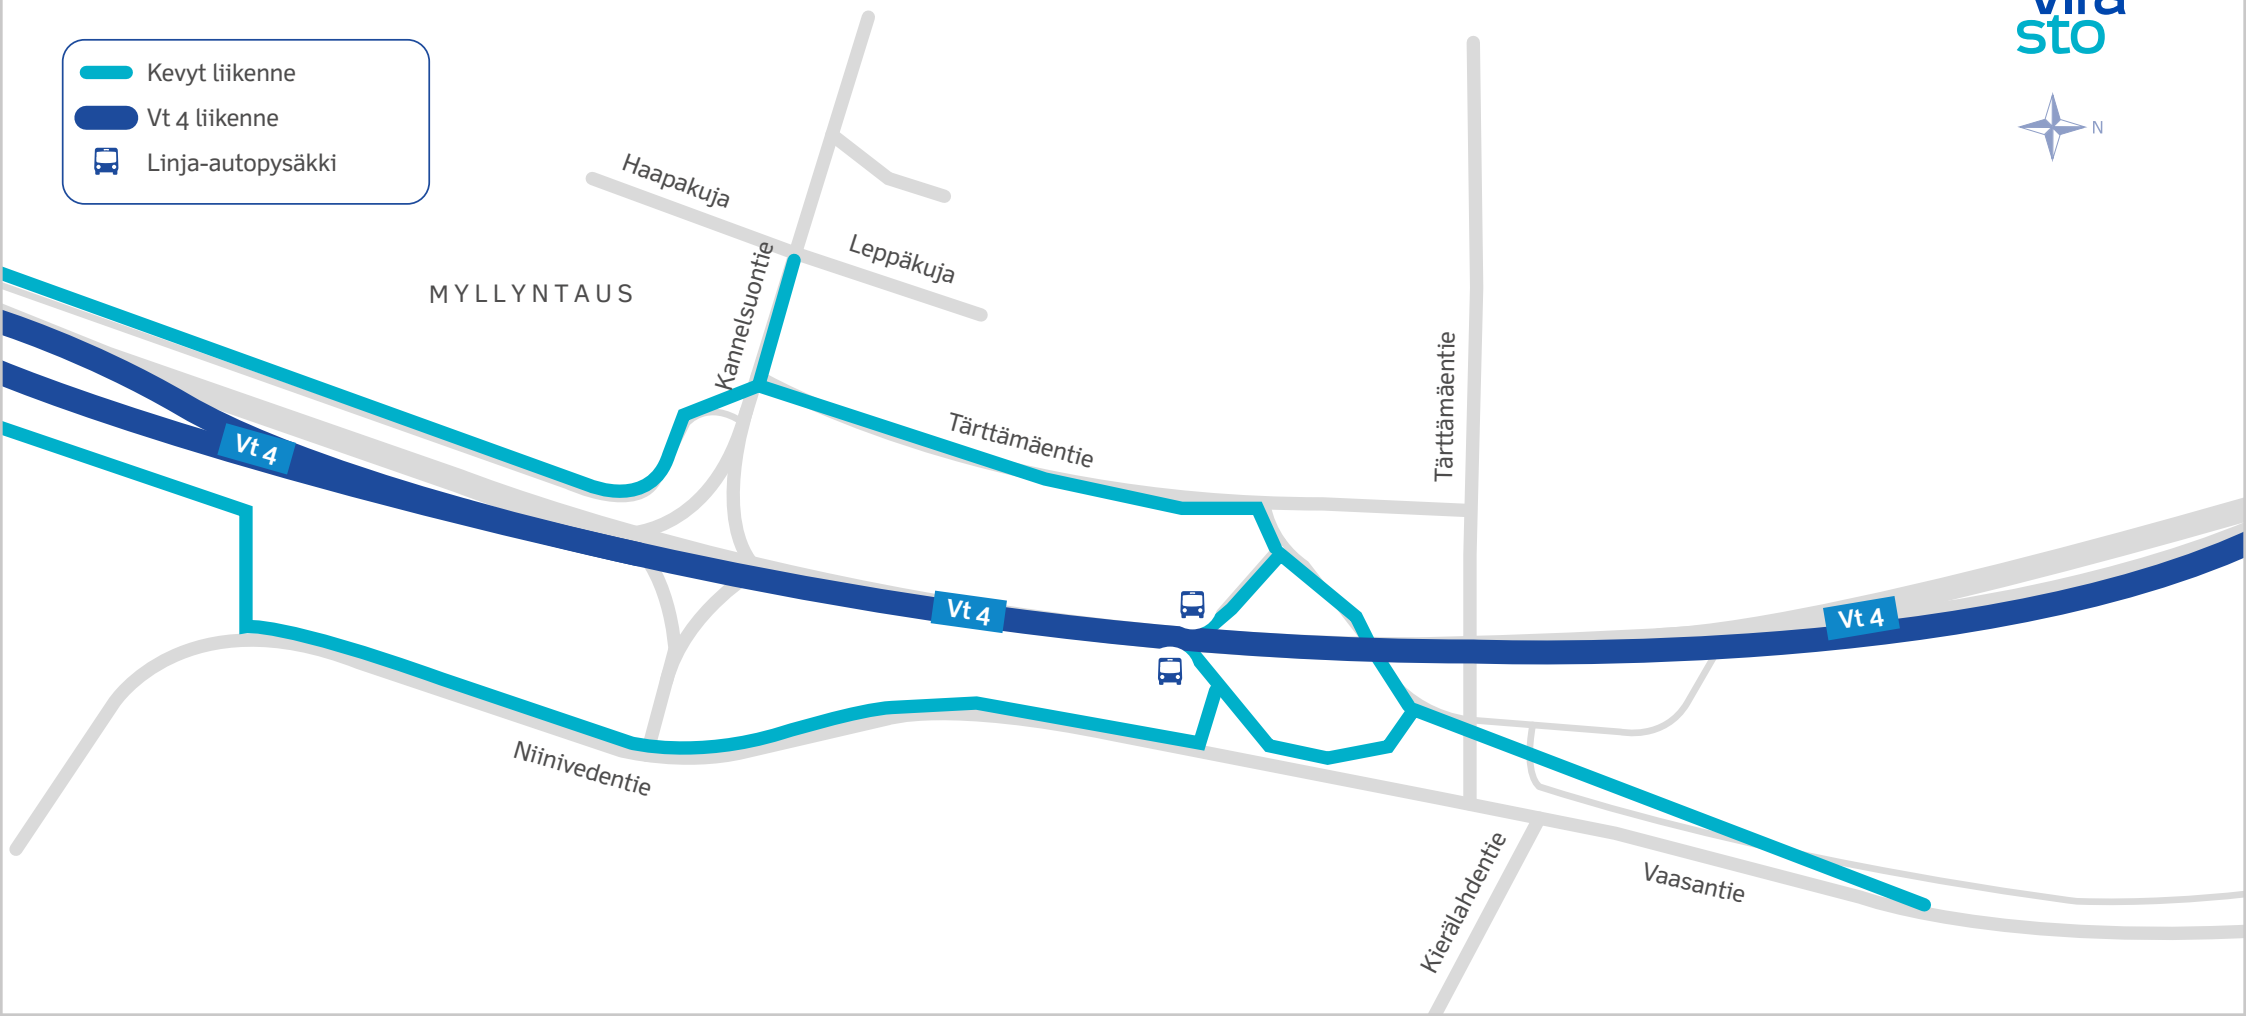 vira
sto
Kevyt liikenne
Vt 4 liikenne
Linja-autopysäkki
N
Haapakuja
Leppäkuja
Kannelsuontie
MYLLYNTAUS
Tärttämäentie
Tärttämäentie
Vt 4
Vt 4
Vt 4
Niinivedentie
Kierälahdentie
Vaasantie